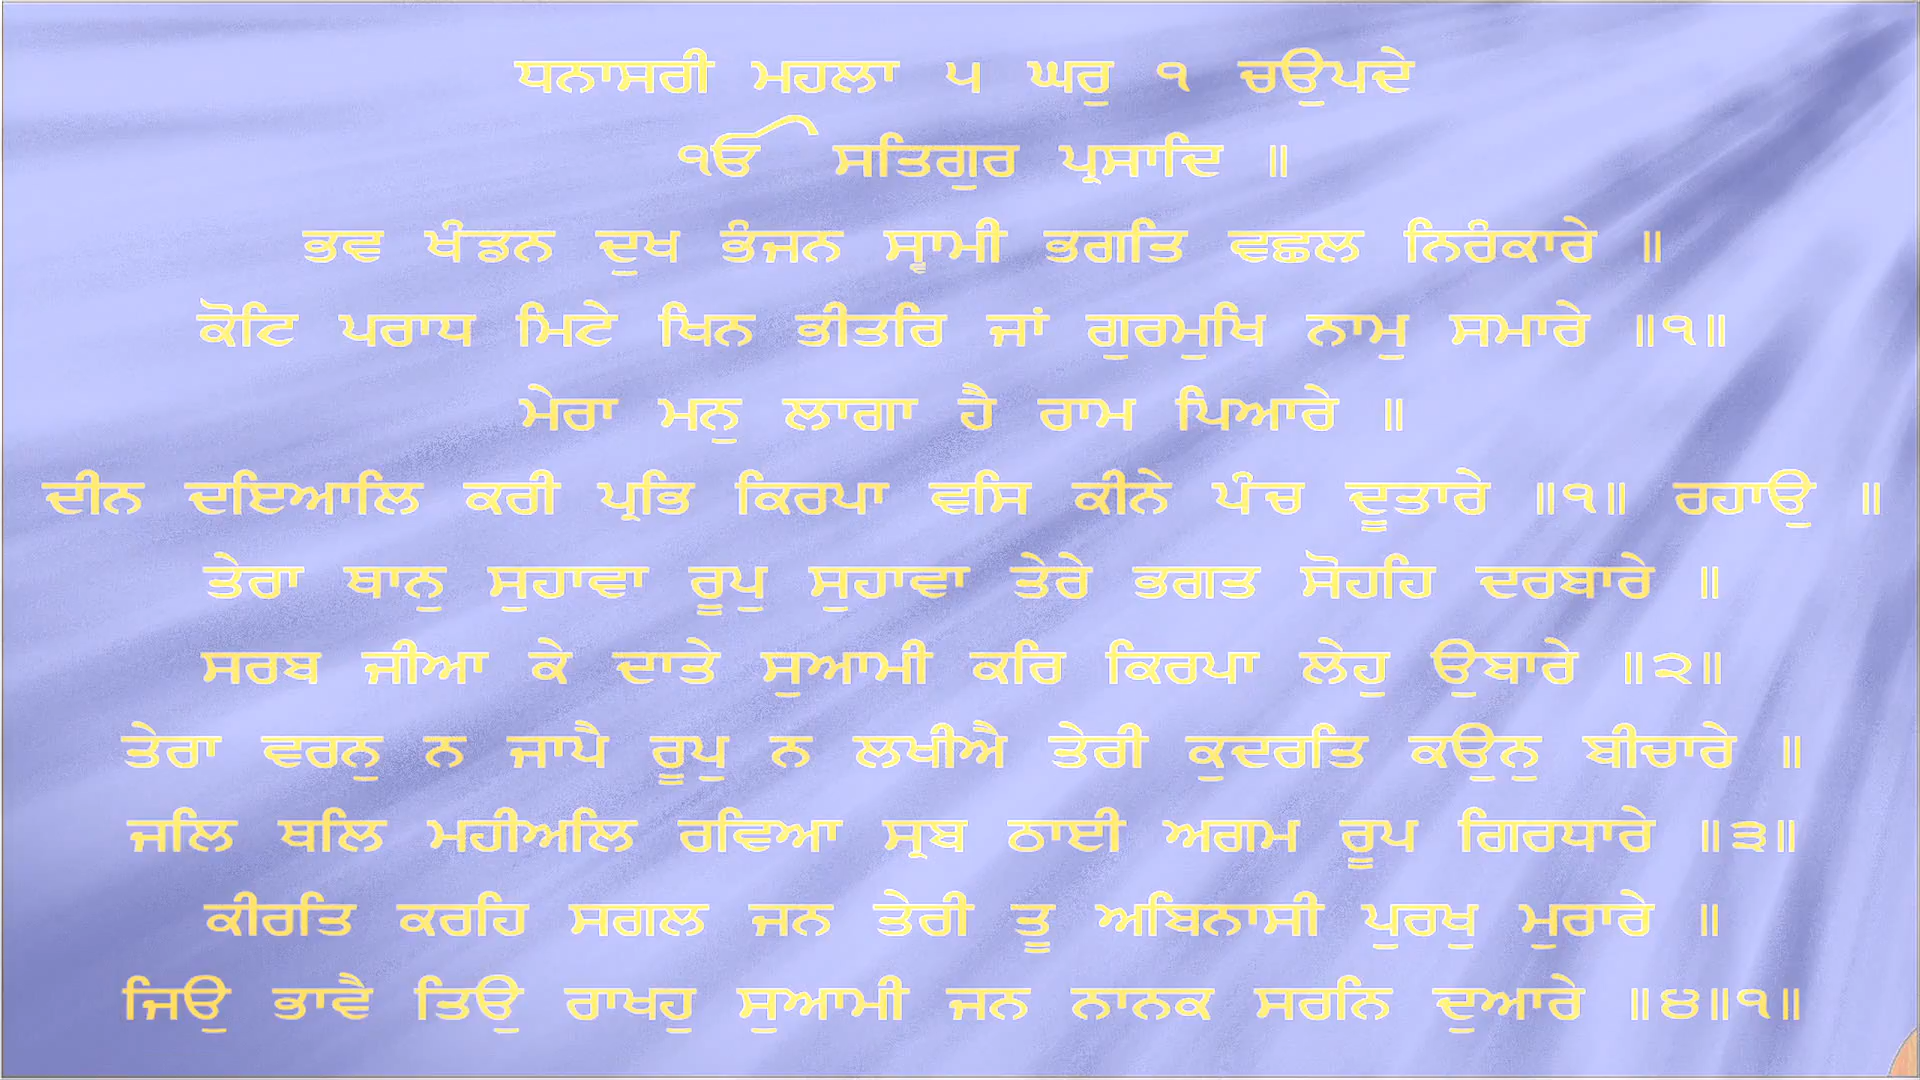 ਧਨਾਸਰੀ ਮਹਲਾ ੫ ਘਰੁ ੧ ਚਉਪਦੇ
ੴ ਸਤਿਗੁਰ ਪ੍ਰਸਾਦਿ ॥
ਭਵ ਖੰਡਨ ਦੁਖ ਭੰਜਨ ਸ੍ਵਾਮੀ ਭਗਤਿ ਵਛਲ ਨਿਰੰਕਾਰੇ ॥
ਕੋਟਿ ਪਰਾਧ ਮਿਟੇ ਖਿਨ ਭੀਤਰਿ ਜਾਂ ਗੁਰਮੁਖਿ ਨਾਮੁ ਸਮਾਰੇ ॥੧॥
ਮੇਰਾ ਮਨੁ ਲਾਗਾ ਹੈ ਰਾਮ ਪਿਆਰੇ ॥
ਦੀਨ ਦਇਆਲਿ ਕਰੀ ਪ੍ਰਭਿ ਕਿਰਪਾ ਵਸਿ ਕੀਨੇ ਪੰਚ ਦੂਤਾਰੇ ॥੧॥ ਰਹਾਉ ॥
ਤੇਰਾ ਥਾਨੁ ਸੁਹਾਵਾ ਰੂਪੁ ਸੁਹਾਵਾ ਤੇਰੇ ਭਗਤ ਸੋਹਹਿ ਦਰਬਾਰੇ ॥
ਸਰਬ ਜੀਆ ਕੇ ਦਾਤੇ ਸੁਆਮੀ ਕਰਿ ਕਿਰਪਾ ਲੇਹੁ ਉਬਾਰੇ ॥੨॥
ਤੇਰਾ ਵਰਨੁ ਨ ਜਾਪੈ ਰੂਪੁ ਨ ਲਖੀਐ ਤੇਰੀ ਕੁਦਰਤਿ ਕਉਨੁ ਬੀਚਾਰੇ ॥
ਜਲਿ ਥਲਿ ਮਹੀਅਲਿ ਰਵਿਆ ਸ੍ਰਬ ਠਾਈ ਅਗਮ ਰੂਪ ਗਿਰਧਾਰੇ ॥੩॥
ਕੀਰਤਿ ਕਰਹਿ ਸਗਲ ਜਨ ਤੇਰੀ ਤੂ ਅਬਿਨਾਸੀ ਪੁਰਖੁ ਮੁਰਾਰੇ ॥
ਜਿਉ ਭਾਵੈ ਤਿਉ ਰਾਖਹੁ ਸੁਆਮੀ ਜਨ ਨਾਨਕ ਸਰਨਿ ਦੁਆਰੇ ॥੪॥੧॥